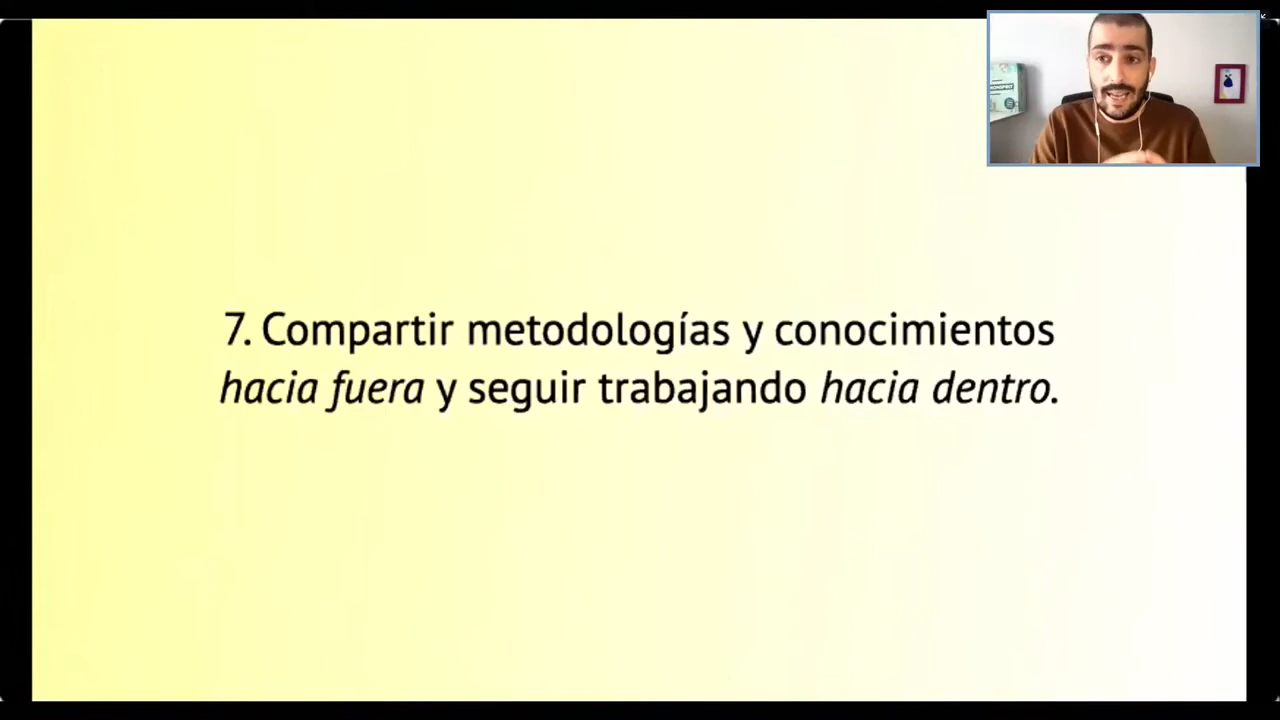 7. Compartir metodologías y conocimientos
hacia fuera y seguir trabajando hacia dentro.